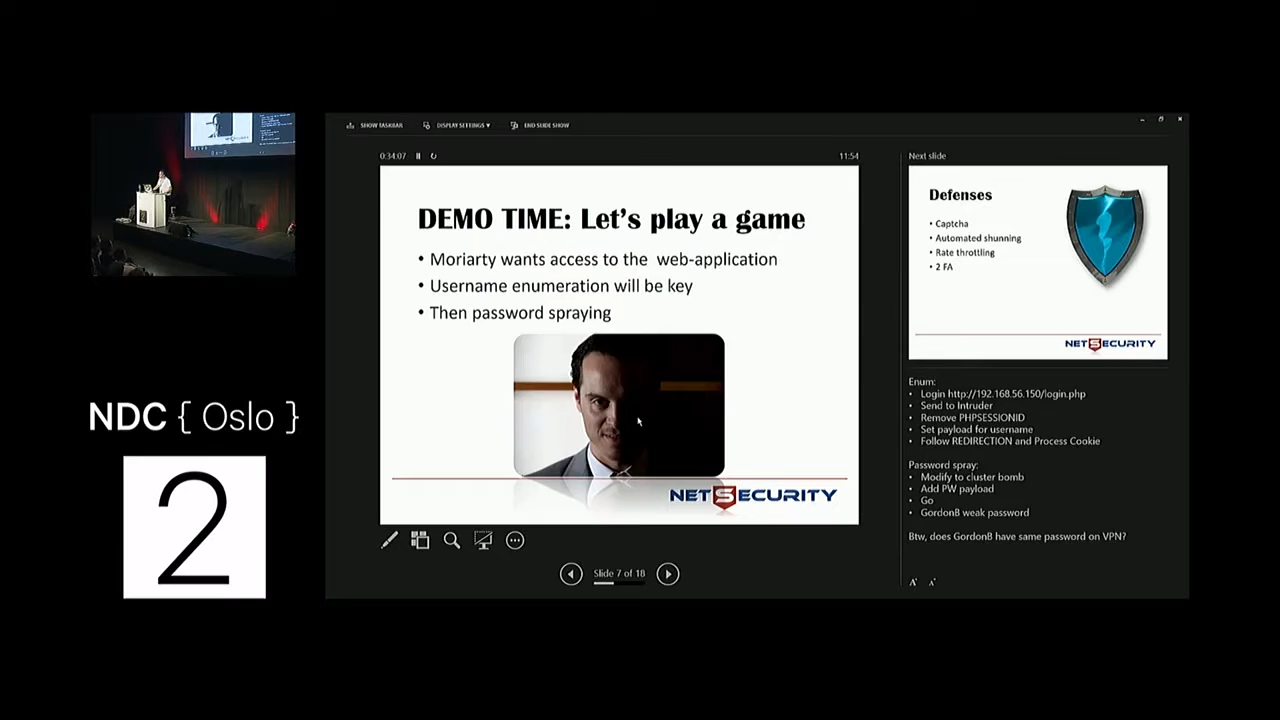 SHOW TASKBAR
DISPLAY SETTINGS ▾
END SLIDE SHOW
0:34:07
11:54
DEMO TIME: Let's play a game
• Moriarty wants access to the web-application
• Username enumeration will be key
• Then password spraying
NETSECURITY
Slide 7 of 18
Next slide
Defenses
• Captcha
• Automated shunning
• Rate throttling
• 2 FA
NETSECURITY
Enum:
• Login http://192.168.56.150/login.php
• Send to Intruder
• Remove PHPSESSIONID
• Set payload for username
• Follow REDIRECTION and Process Cookie
Password spray:
• Modify to cluster bomb
• Add PW payload
• Go
• GordonB weak password
Btw, does GordonB have same password on VPN?
A A
NDC { Oslo }
2